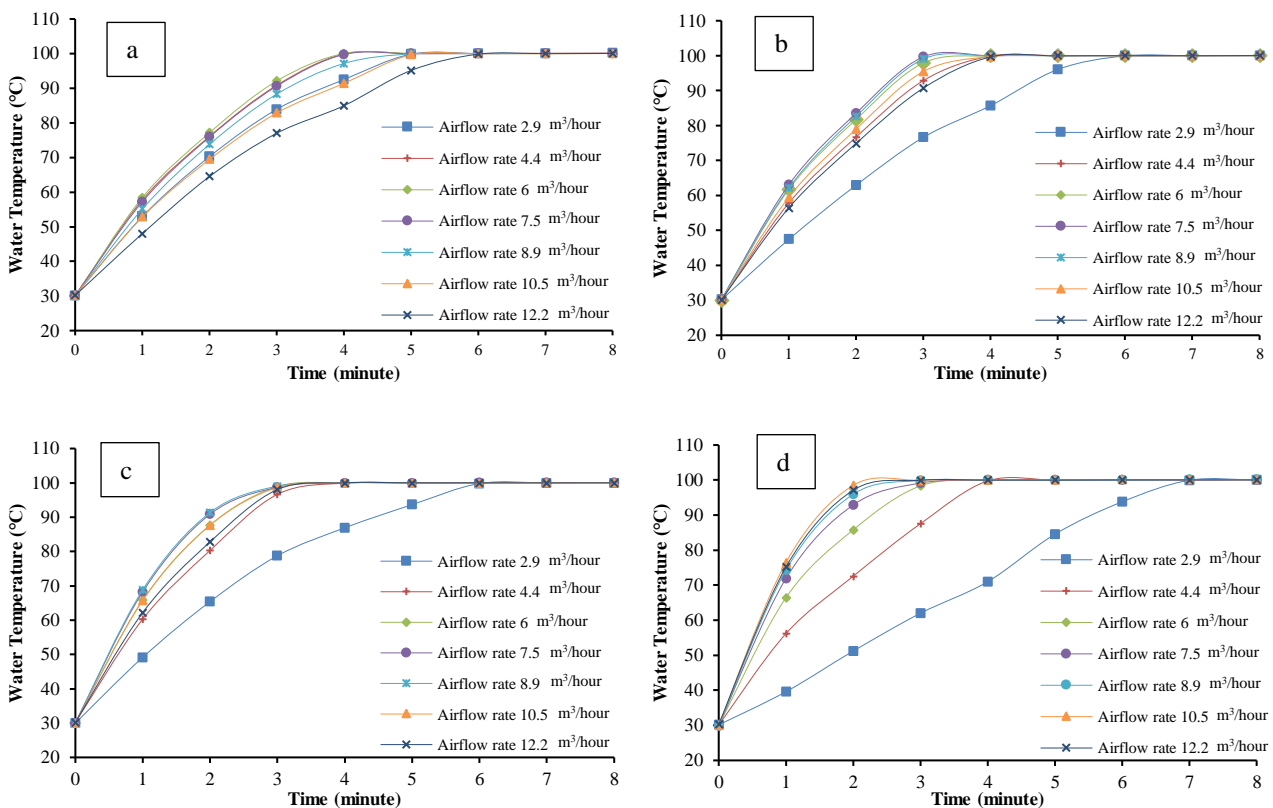 a
110
100
90
80
70
60
50
40
30
20
Water Temperature (°C)
Airflow rate 2.9 m³/hour
Airflow rate 4.4 m³/hour
Airflow rate 6 m³/hour
Airflow rate 7.5 m³/hour
Airflow rate 8.9 m³/hour
Airflow rate 10.5 m³/hour
Airflow rate 12.2 m³/hour
0 1 2 3 4 5 6 7 8
Time (minute)
b
110
100
90
80
70
60
50
40
30
20
Water Temperature (°C)
Airflow rate 2.9 m³/hour
Airflow rate 4.4 m³/hour
Airflow rate 6 m³/hour
Airflow rate 7.5 m³/hour
Airflow rate 8.9 m³/hour
Airflow rate 10.5 m³/hour
Airflow rate 12.2 m³/hour
0 1 2 3 4 5 6 7 8
Time (minute)
c
110
100
90
80
70
60
50
40
30
20
Water Temperature (°C)
Airflow rate 2.9 m³/hour
Airflow rate 4.4 m³/hour
Airflow rate 6 m³/hour
Airflow rate 7.5 m³/hour
Airflow rate 8.9 m³/hour
Airflow rate 10.5 m³/hour
Airflow rate 12.2 m³/hour
0 1 2 3 4 5 6 7 8
Time (minute)
d
110
100
90
80
70
60
50
40
30
20
Water Temperature (°C)
Airflow rate 2.9 m³/hour
Airflow rate 4.4 m³/hour
Airflow rate 6 m³/hour
Airflow rate 7.5 m³/hour
Airflow rate 8.9 m³/hour
Airflow rate 10.5 m³/hour
Airflow rate 12.2 m³/hour
0 1 2 3 4 5 6 7 8
Time (minute)